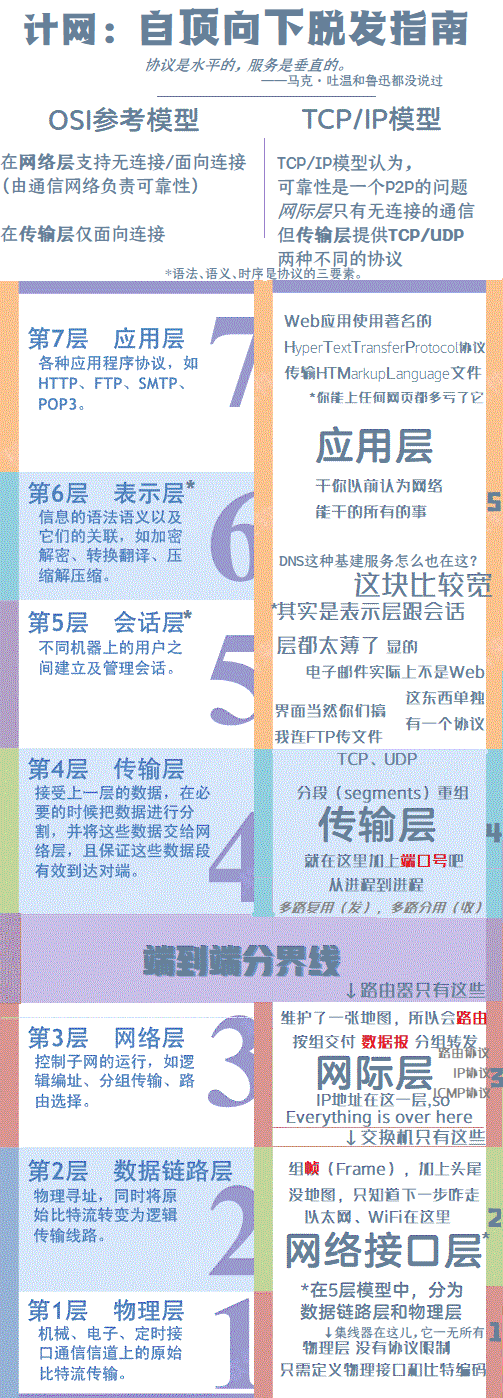 计网：自顶向下脱发指南
协议是水平的，服务是垂直的。
——马克·吐温和鲁迅都没说过
OSI参考模型
在网络层支持无连接/面向连接
（由通信网络负责可靠性）
在传输层仅面向连接
TCP/IP模型
TCP/IP模型认为，
可靠性是一个P2P的问题
网际层只有无连接的通信
但传输层提供TCP/UDP
两种不同的协议
*语法、语义、时序是协议的三要素。
第7层 应用层
各种应用程序协议，如
HTTP、FTP、SMTP、
POP3。
7
第6层 表示层*
信息的语法语义以及
它们的关联，如加密
解密、转换翻译、压
缩解压缩。
6
第5层 会话层*
不同机器上的用户之
间建立及管理会话。
5
第4层 传输层
接受上一层的数据，在必
要的时候把数据进行分
割，并将这些数据交给网
络层，且保证这些数据段
有效到达对端。
4
Web应用使用著名的
HyperTextTransferProtocol协议
传输HTMarkupLanguage文件
*你能上任何网页都多亏了它
应用层
干你以前认为网络
能干的所有的事
5
DNS这种基建服务怎么也在这？
这块比较宽
*其实是表示层跟会话
层都太薄了 显的
电子邮件实际上不是Web
这东西单独
有一个协议
界面当然你们搞
我连FTP传文件
TCP、UDP
分段（segments）重组
传输层
4
就在这里加上端口号吧
从进程到进程
多路复用（发），多路分用（收）
端到端分界线
↓路由器只有这些
第3层 网络层
控制子网的运行，如逻
辑编址、分组传输、路
由选择。
3
第2层 数据链路层
物理寻址，同时将原
始比特流转变为逻辑
传输线路。
2
第1层 物理层
机械、电子、定时接
口通信信道上的原始
比特流传输。
1
维护了一张地图，所以会路由
按组交付 数据报 分组转发
网际层
路由协议
IP协议
ICMP协议
3
IP地址在这一层,so
Everything is over here
↓交换机只有这些
组帧（Frame），加上头尾
没地图，只知道下一步咋走
以太网、WiFi在这里
2
网络接口层*
*在5层模型中，分为
数据链路层和物理层
↓集线器在这儿，它一无所有
1
物理层 没有协议限制
只需定义物理接口和比特编码